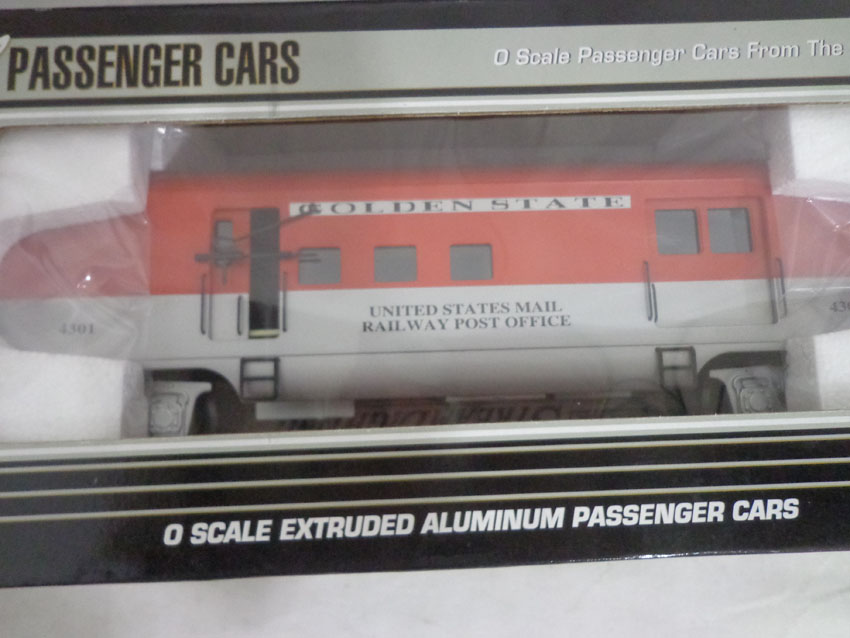 PASSENGER CARS
O Scale Passenger Cars From The
GOLDEN STATE
UNITED STATES MAIL
RAILWAY POST OFFICE
4301
O SCALE EXTRUDED ALUMINUM PASSENGER CARS